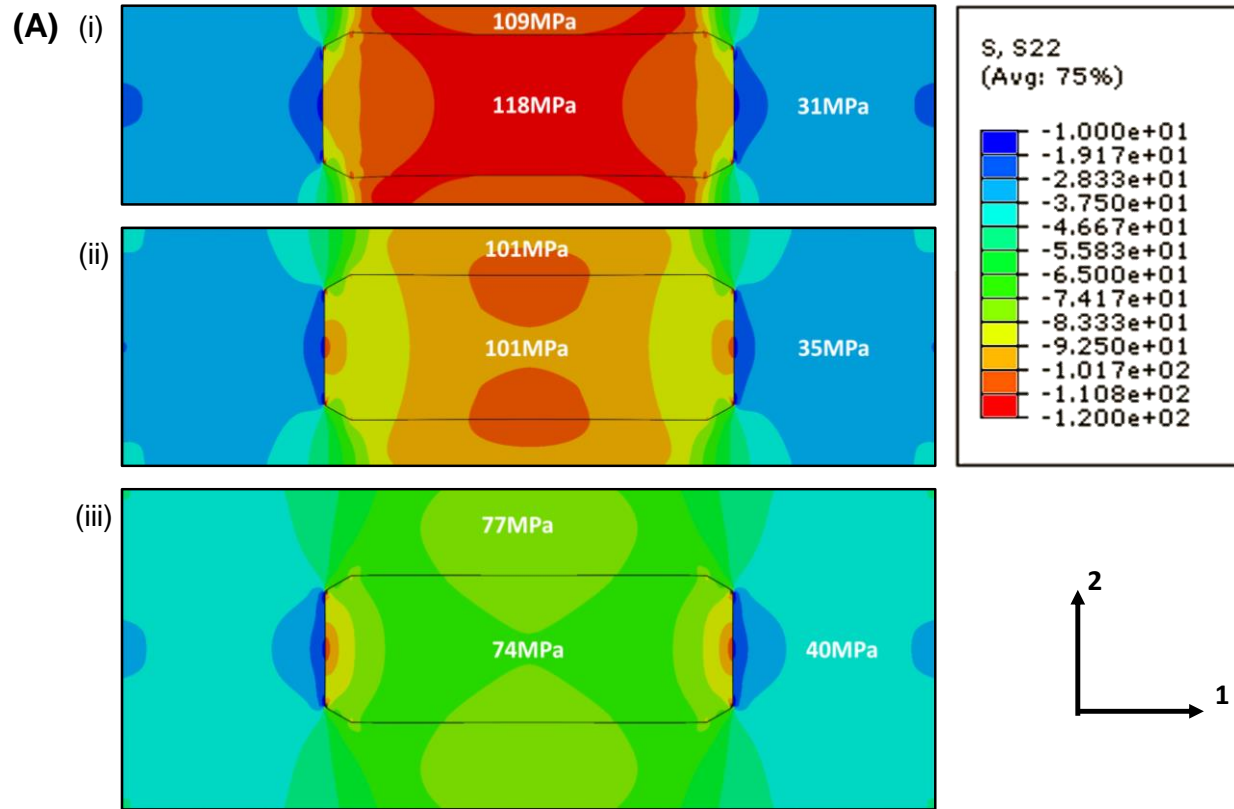 (A) (i)
109MPa
118MPa
31MPa
(ii)
101MPa
101MPa
35MPa
(iii)
77MPa
74MPa
40MPa
S, S22
(Avg: 75%)
-1.000e+01
-1.917e+01
-2.833e+01
-3.750e+01
-4.667e+01
-5.583e+01
-6.500e+01
-7.417e+01
-8.333e+01
-9.250e+01
-1.017e+02
-1.108e+02
-1.200e+02
2
1